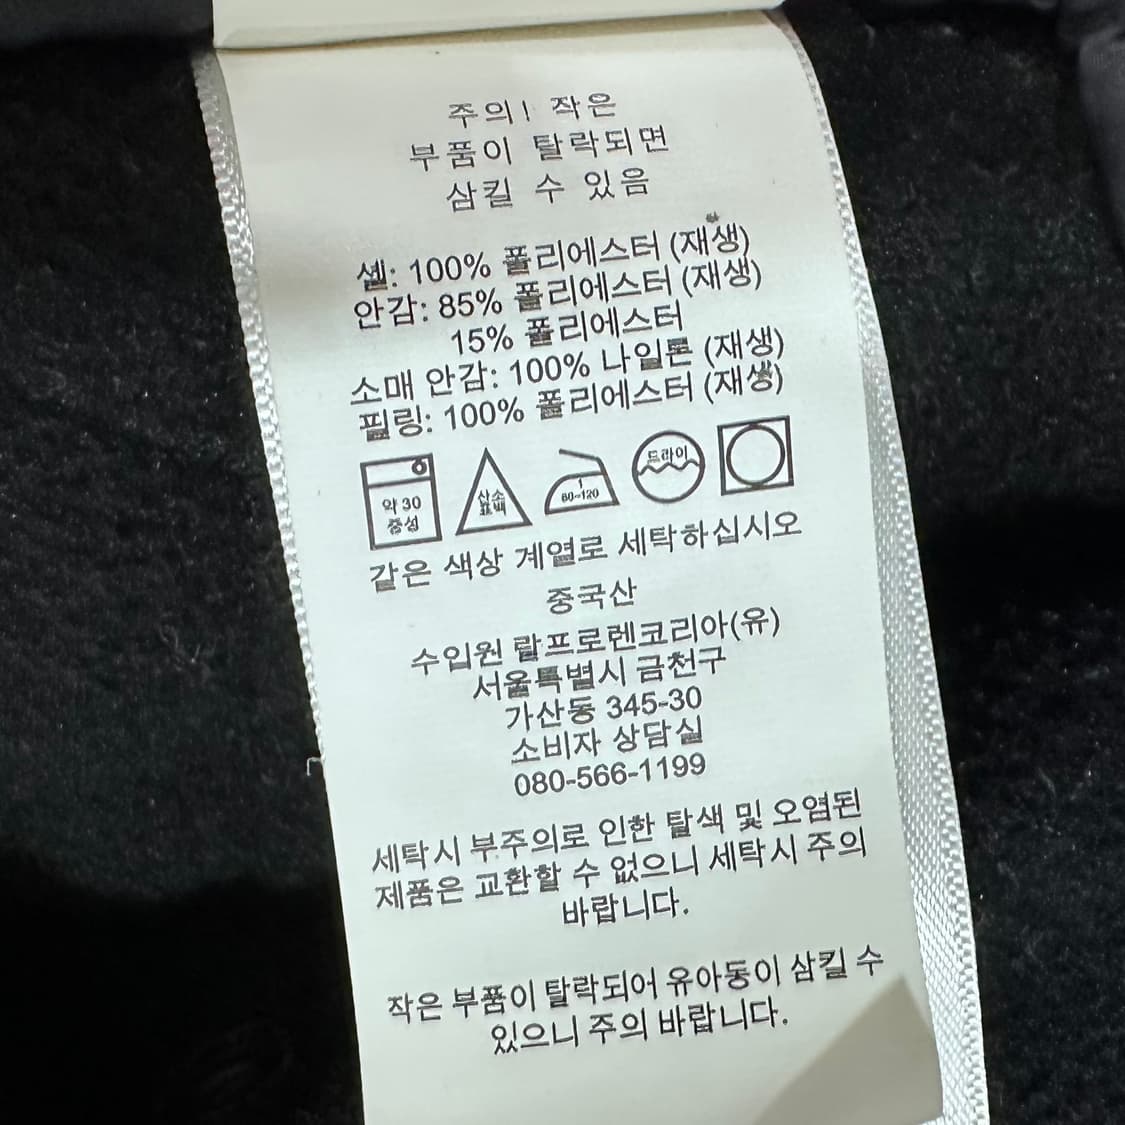 주의! 작은
부품이 탈락되면
삼킬 수 있음
셸: 100% 폴리에스터 (재생)
안감: 85% 폴리에스터 (재생)
15% 폴리에스터
소매 안감: 100% 나일론 (재생)
필링: 100% 폴리에스터 (재생)
약 30
중성
산소
표백
1
80~120
드라이
같은 색상 계열로 세탁하십시오
중국산
수입원 랄프로렌코리아(유)
서울특별시 금천구
가산동 345-30
소비자 상담실
080-566-1199
세탁시 부주의로 인한 탈색 및 오염된
제품은 교환할 수 없으니 세탁시 주의
바랍니다.
작은 부품이 탈락되어 유아동이 삼킬 수
있으니 주의 바랍니다.